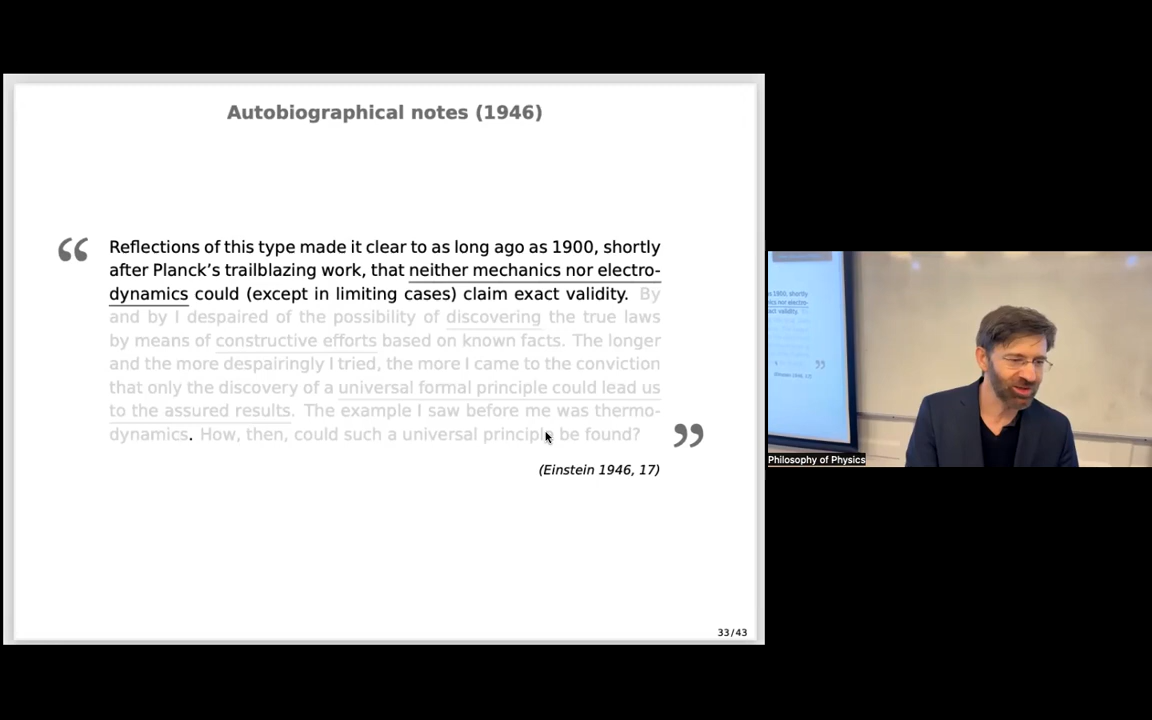 Autobiographical notes (1946)
“ Reflections of this type made it clear to as long ago as 1900, shortly
after Planck’s trailblazing work, that neither mechanics nor electro-
dynamics could (except in limiting cases) claim exact validity. By
and by I despaired of the possibility of discovering the true laws
by means of constructive efforts based on known facts. The longer
and the more despairingly I tried, the more I came to the conviction
that only the discovery of a universal formal principle could lead us
to the assured results. The example I saw before me was thermo-
dynamics. How, then, could such a universal principle be found? ”
(Einstein 1946, 17)
33/43
Philosophy of Physics